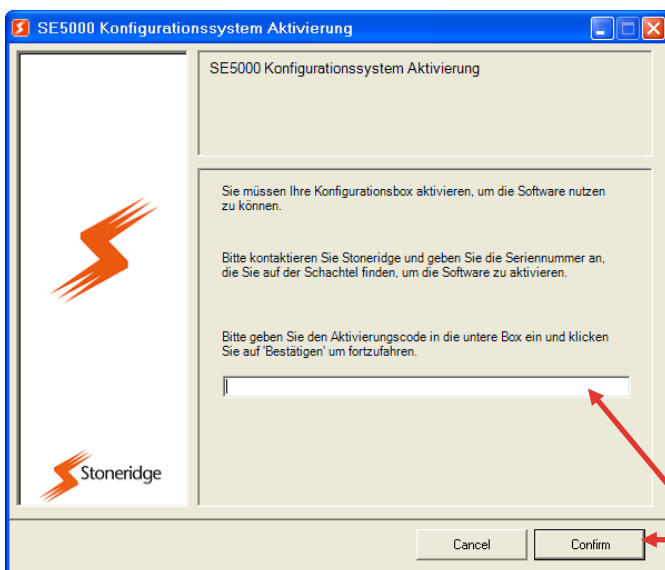 SE5000 Konfigurationssystem Aktivierung
SE5000 Konfigurationssystem Aktivierung
Sie müssen Ihre Konfigurationsbox aktivieren, um die Software nutzen
zu können.
Bitte kontaktieren Sie Stoneridge und geben Sie die Seriennummer an,
die Sie auf der Schachtel finden, um die Software zu aktivieren.
Bitte geben Sie den Aktivierungscode in die untere Box ein und klicken
Sie auf 'Bestätigen' um fortzufahren.
Stoneridge
Cancel
Confirm